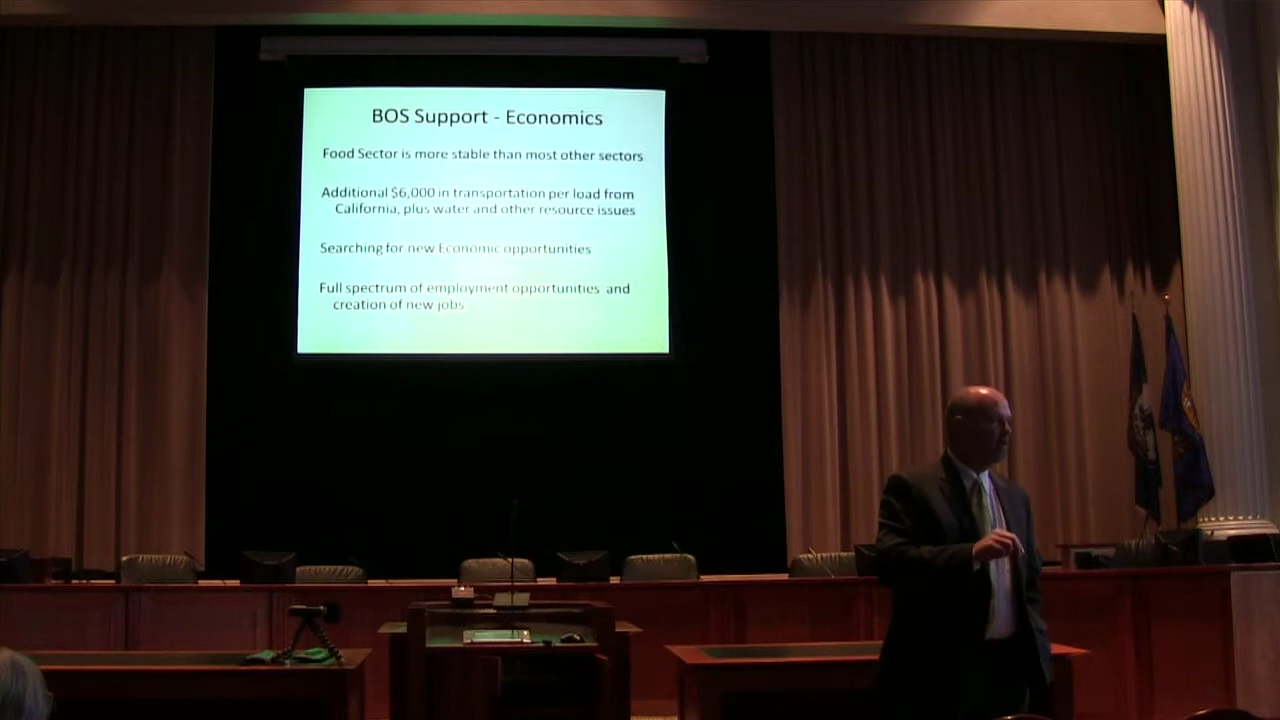 BOS Support - Economics
Food Sector is more stable than most other sectors
Additional $6,000 in transportation per load from
California, plus water and other resource issues
Searching for new Economic opportunities
Full spectrum of employment opportunities and
creation of new jobs